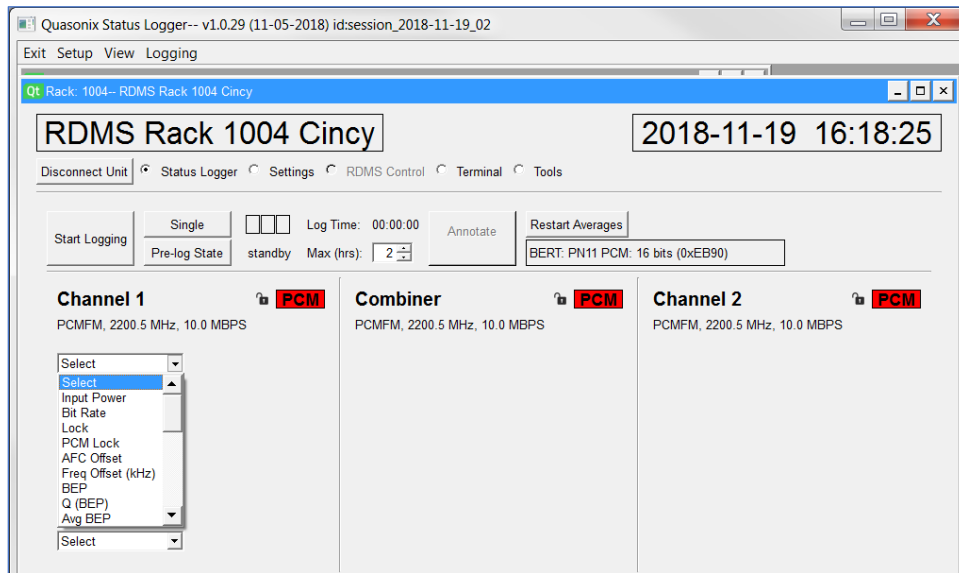 Quasonix Status Logger-- v1.0.29 (11-05-2018) id:session_2018-11-19_02
Exit Setup View Logging
Qt Rack: 1004-- RDMS Rack 1004 Cincy
RDMS Rack 1004 Cincy 2018-11-19 16:18:25
Disconnect Unit Status Logger Settings RDMS Control Terminal Tools
Start Logging Single Log Time: 00:00:00 Annotate Restart Averages
Pre-log State standby Max (hrs): 2 BERT: PN11 PCM: 16 bits (0xEB90)
Channel 1 PCM Combiner PCM Channel 2 PCM
PCMFM, 2200.5 MHz, 10.0 MBPS PCMFM, 2200.5 MHz, 10.0 MBPS PCMFM, 2200.5 MHz, 10.0 MBPS
Select
Select
Input Power
Bit Rate
Lock
PCM Lock
AFC Offset
Freq Offset (kHz)
BEP
Q (BEP)
Avg BEP
Select